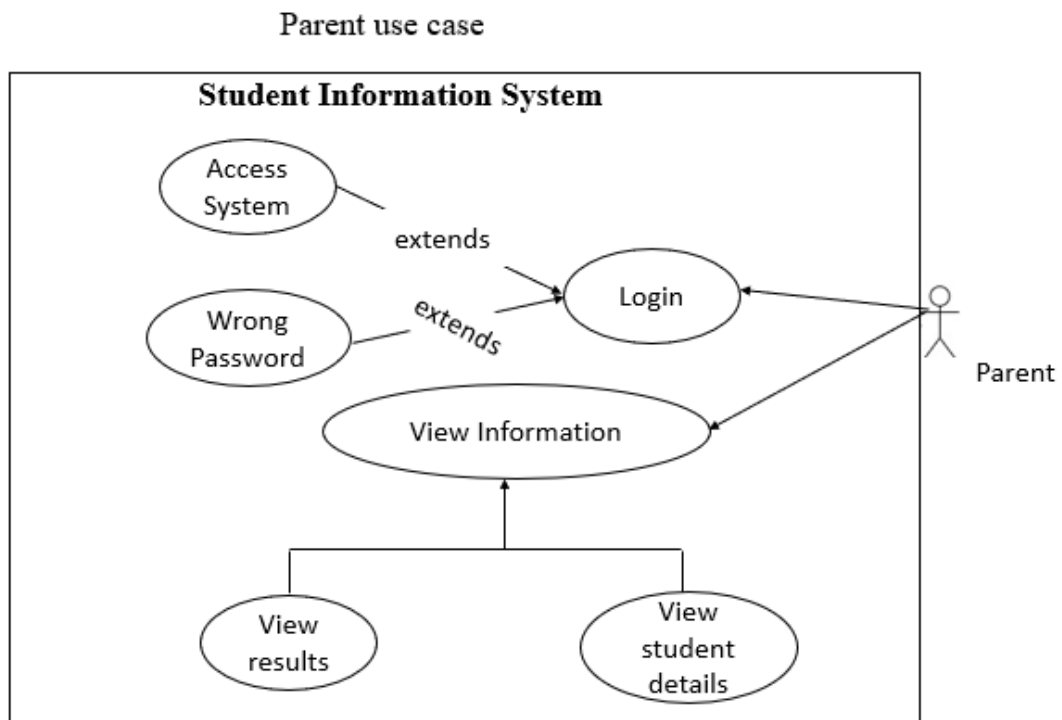 Parent use case
Student Information System
Access
System
extends
Login
Wrong
Password
extends
Parent
View Information
View
results
View
student
details